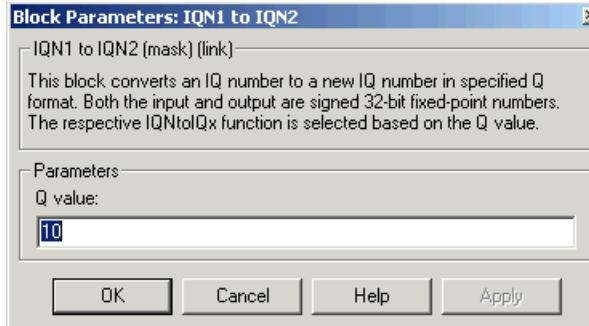 Block Parameters: IQN1 to IQN2
IQN1 to IQN2 (mask) (link)
This block converts an IQ number to a new IQ number in specified Q
format. Both the input and output are signed 32-bit fixed-point numbers.
The respective IQNtoIQx function is selected based on the Q value.
Parameters
Q value:
10
OK Cancel Help Apply